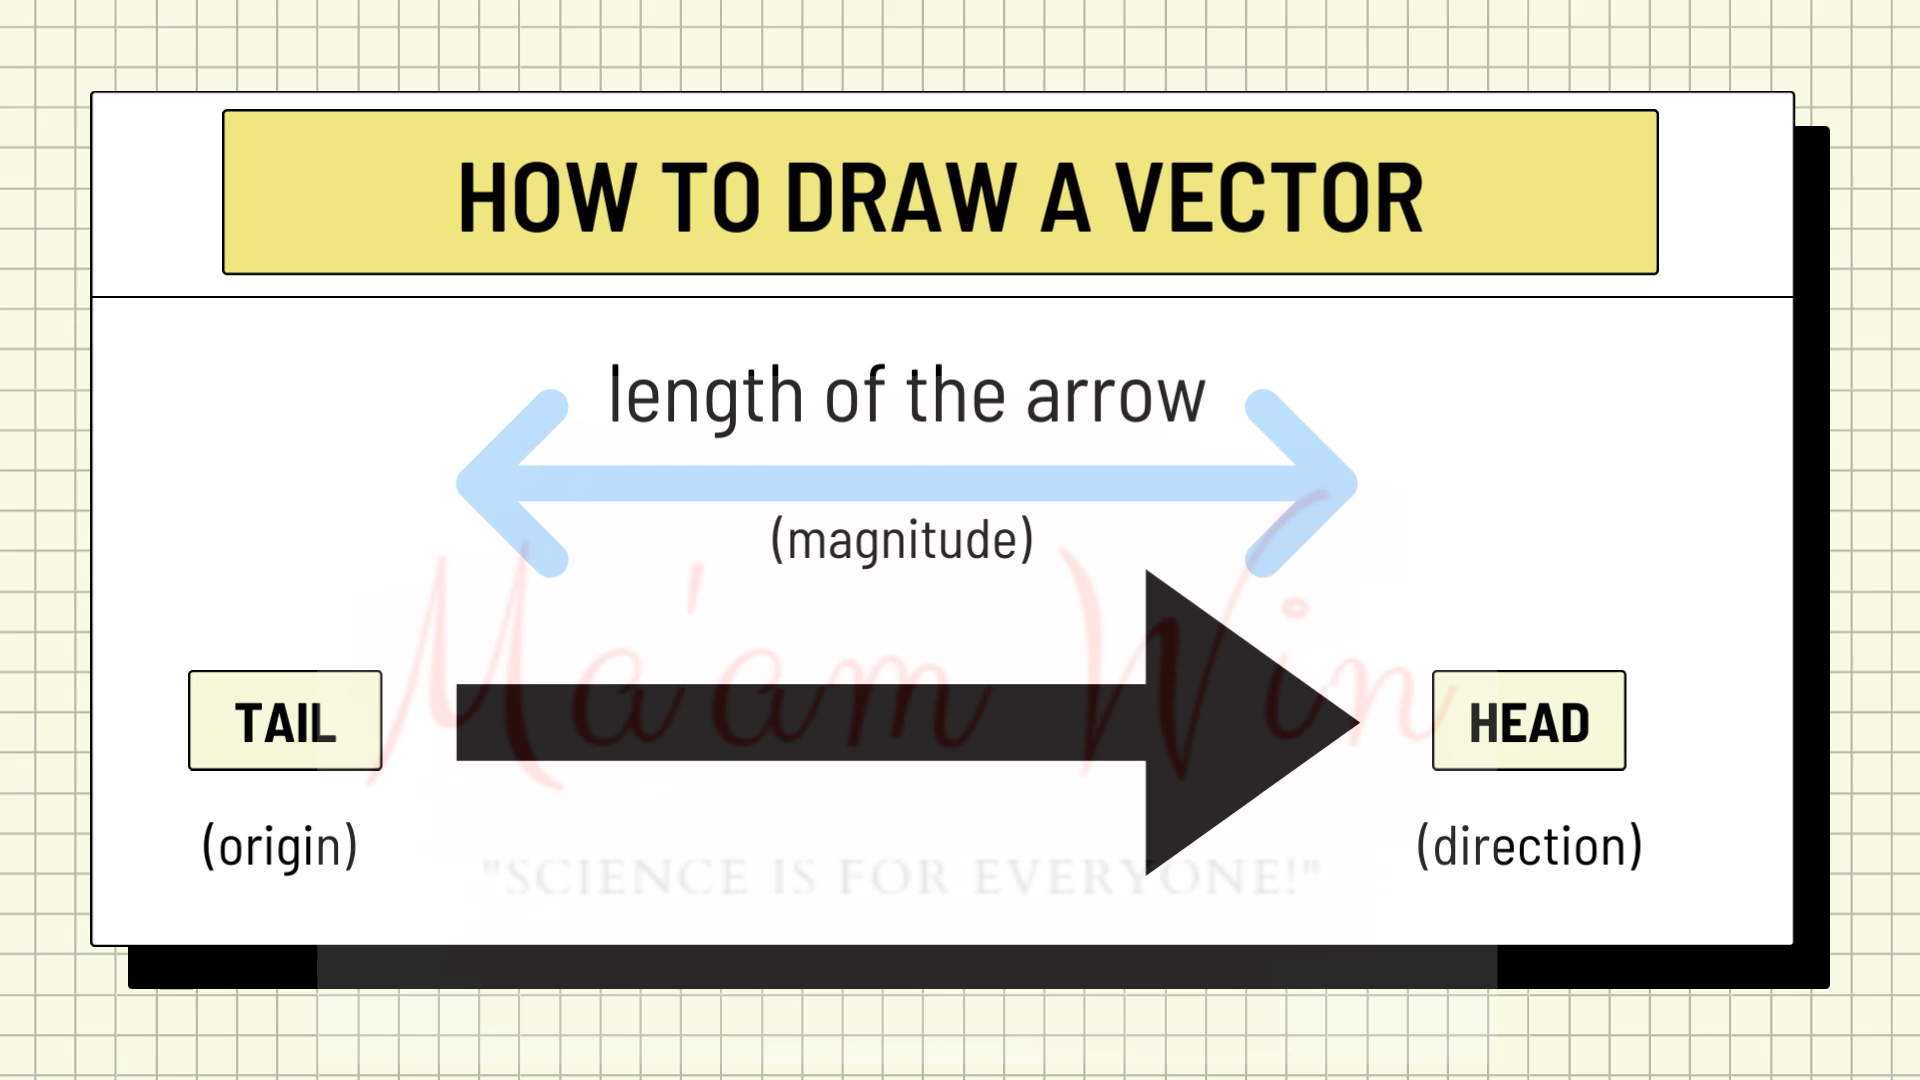 HOW TO DRAW A VECTOR
length of the arrow
(magnitude)
Ma'am Win
TAIL
HEAD
(origin)
(direction)
"SCIENCE IS FOR EVERYONE!"